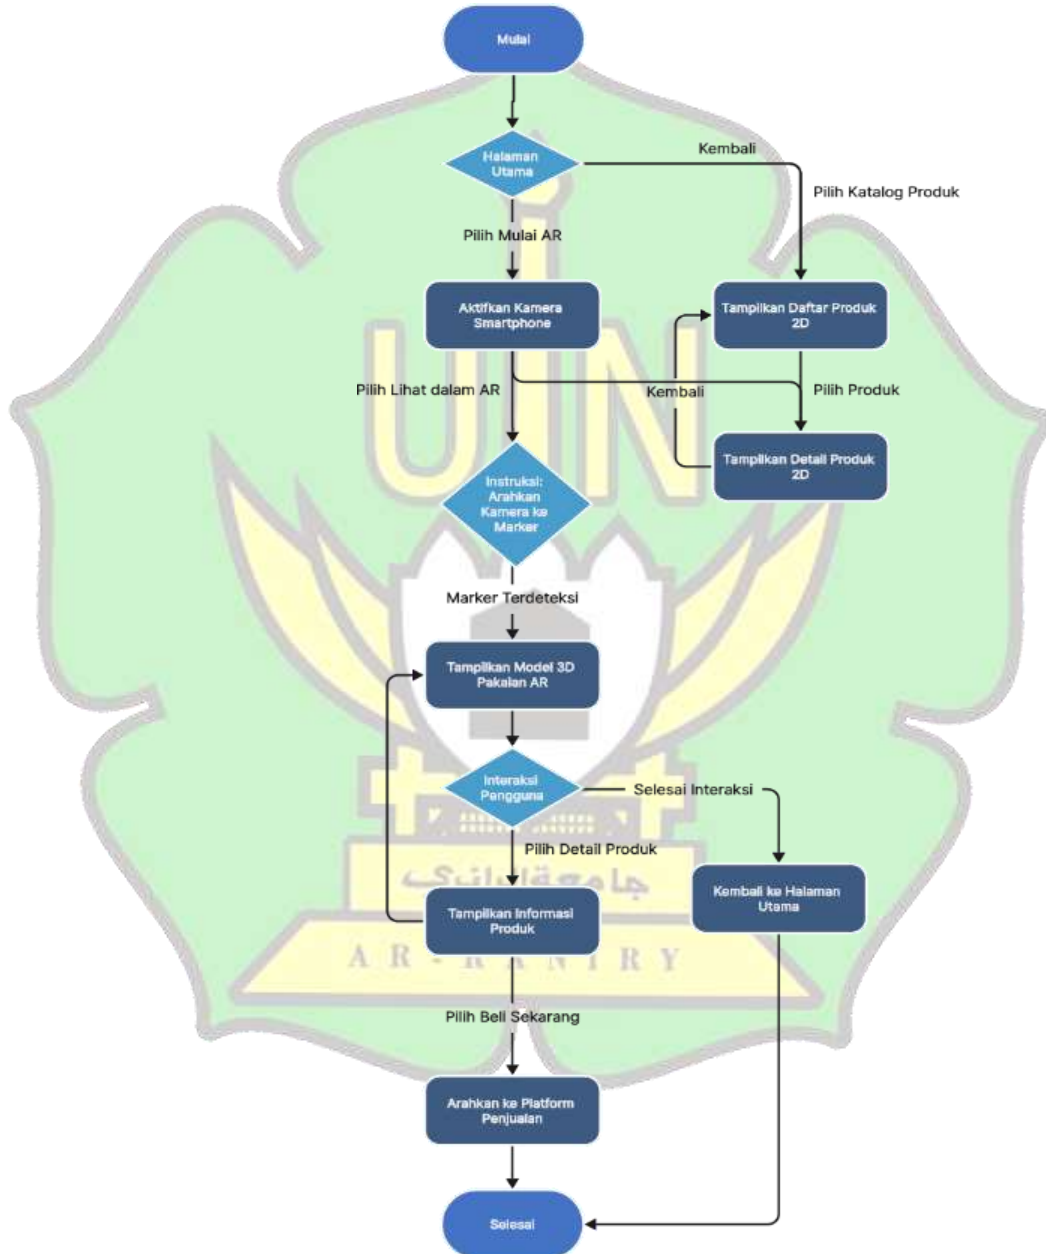 Mulai
Halaman
Utama
Kembali
Pilih Katalog Produk
Pilih Mulai AR
Aktifkan Kamera
Smartphone
Tampilkan Daftar Produk
2D
Pilih Lihat dalam AR
Kembali
Pilih Produk
UIN
Tampilkan Detail Produk
2D
Instruksi:
Arahkan
Kamera ke
Marker
Marker Terdeteksi
Tampilkan Model 3D
Pakaian AR
Interaksi
Pengguna
Selesai Interaksi
Pilih Detail Produk
جامعة الرانري
Kembali ke Halaman
Utama
Tampilkan Informasi
Produk
AR-RANIRY
Pilih Beli Sekarang
Arahkan ke Platform
Penjualan
Selesai